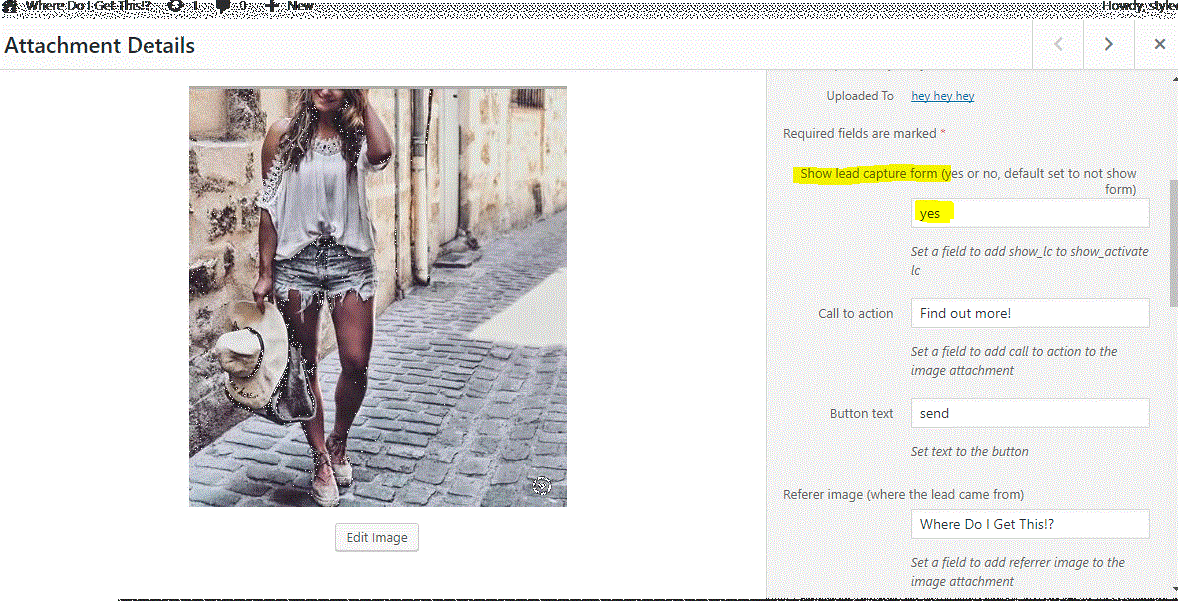 Where Do I Get This!? 1 0 New Howdy, style
Attachment Details
Uploaded To hey hey hey
Required fields are marked *
Show lead capture form (yes or no, default set to not show
form)
yes
Set a field to add show_lc to show_activate
lc
Call to action Find out more!
Set a field to add call to action to the
image attachment
Button text send
Set text to the button
Referer image (where the lead came from)
Where Do I Get This!?
Set a field to add referrer image to the
image attachment
Edit Image